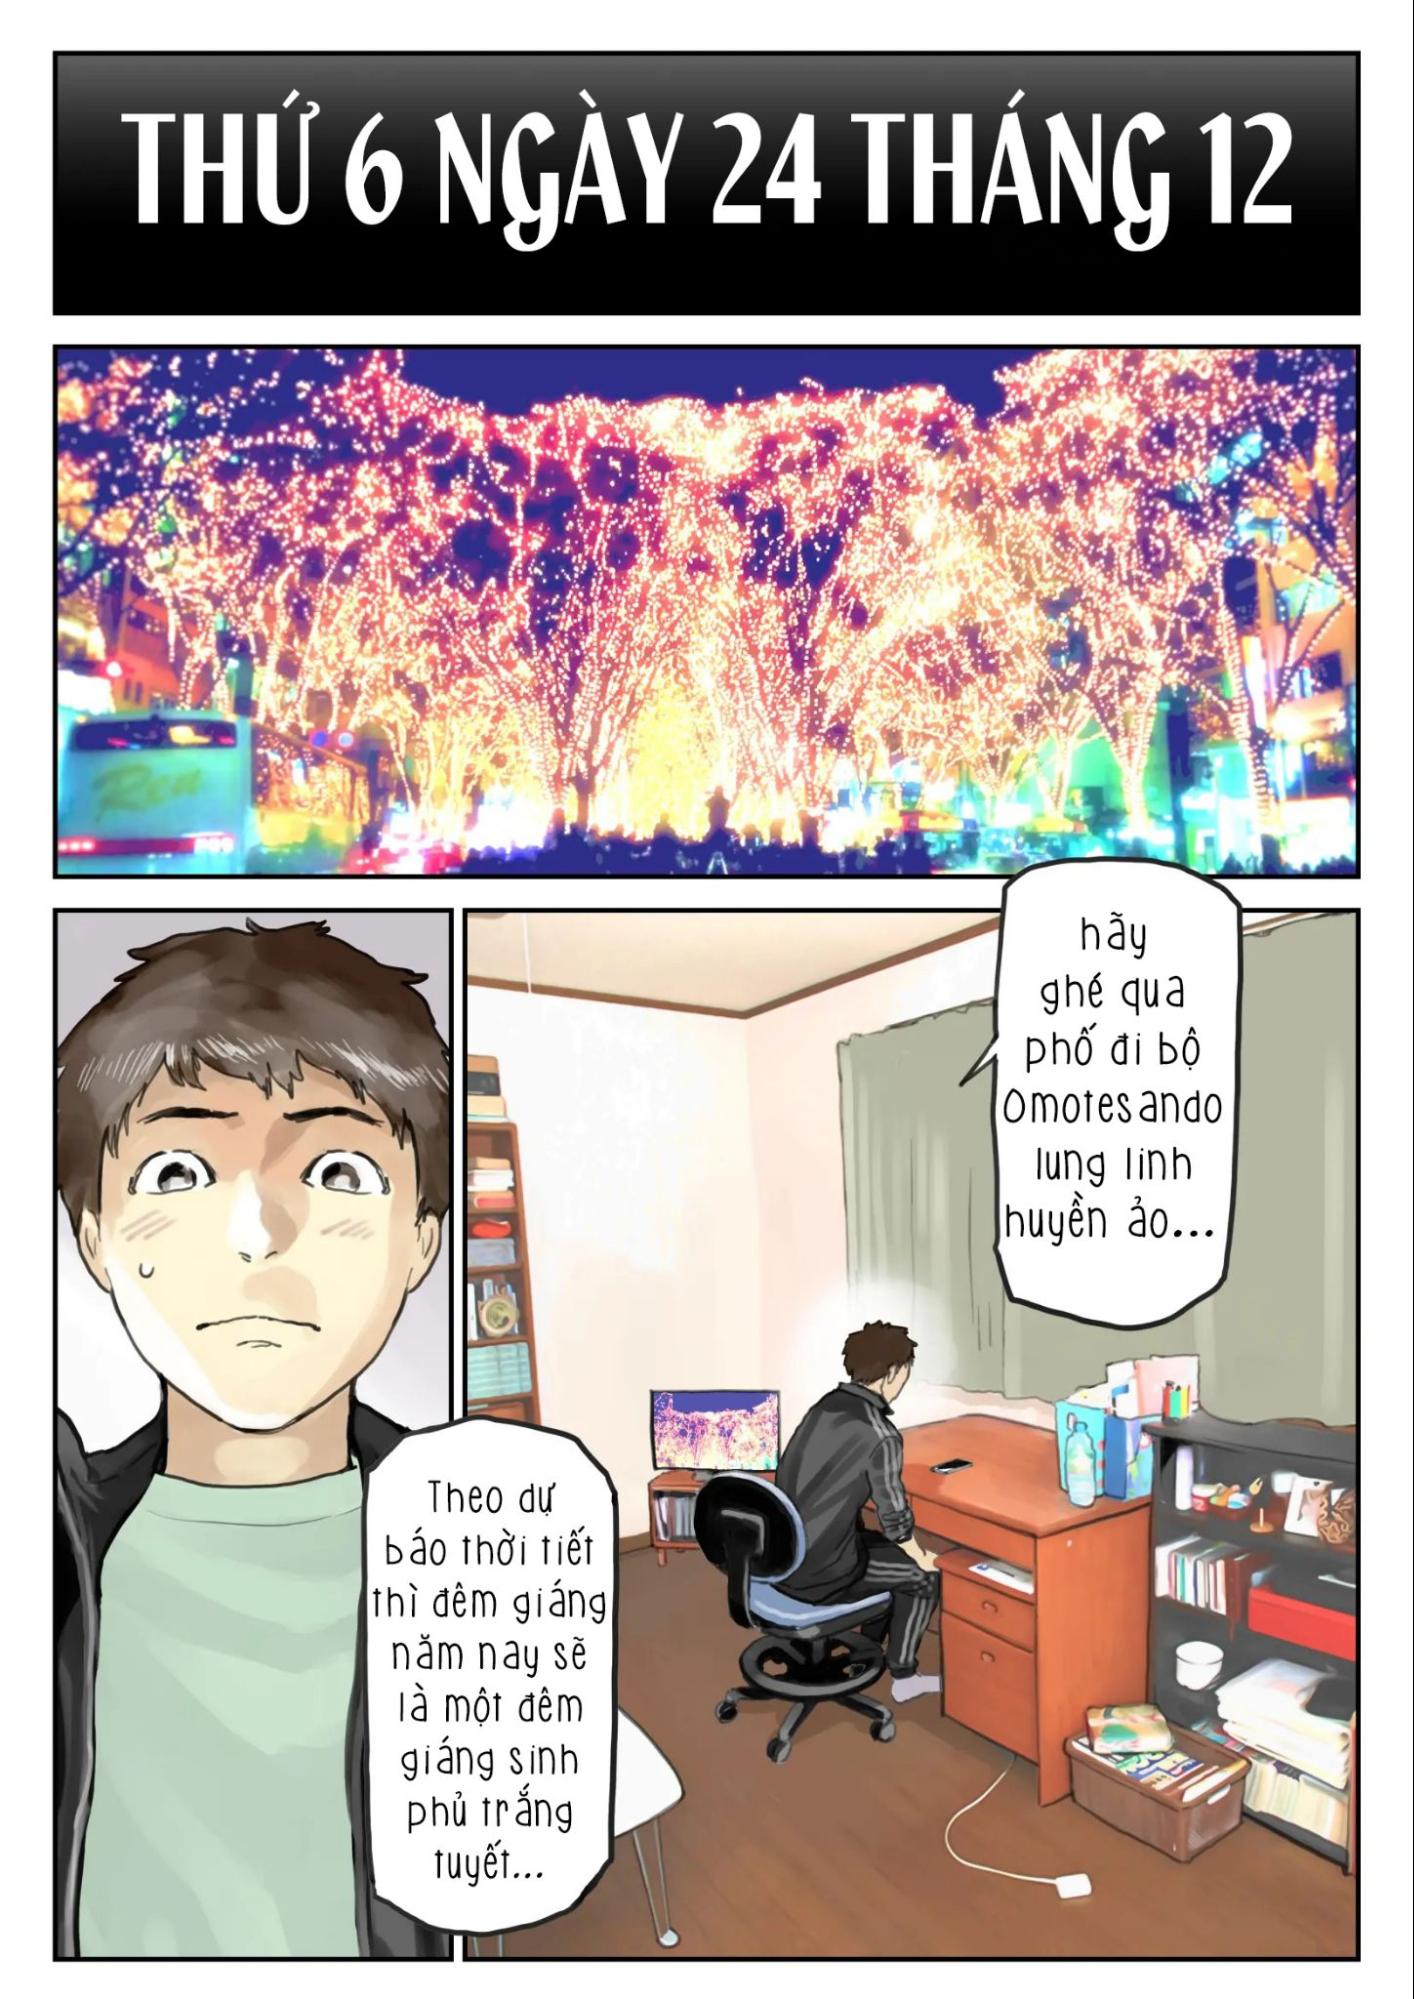 THỨ 6 NGÀY 24 THÁNG 12
Ren
hãy
ghé qua
phố đi bộ
Omotesando
lung linh
huyền ảo...
Theo dự
báo thời tiết
thì đêm giáng
năm nay sẽ
là một đêm
giáng sinh
phủ trắng
tuyết...